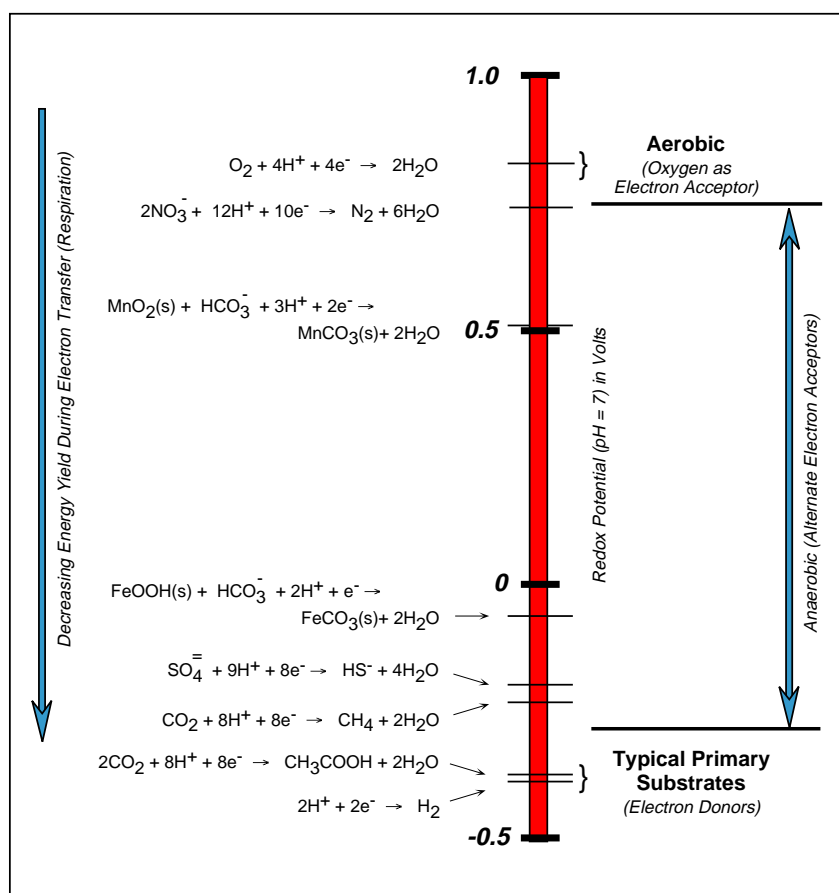 1.0
O₂ + 4H⁺ + 4e⁻ → 2H₂O
}
Aerobic
(Oxygen as
Electron Acceptor)
2NO₃⁻ + 12H⁺ + 10e⁻ → N₂ + 6H₂O
MnO₂(s) + HCO₃⁻ + 3H⁺ + 2e⁻ →
MnCO₃(s) + 2H₂O
0.5
Decreasing Energy Yield During Electron Transfer (Respiration)
Redox Potential (pH = 7) in Volts
Anaerobic (Alternate Electron Acceptors)
0
FeOOH(s) + HCO₃⁻ + 2H⁺ + e⁻ →
FeCO₃(s) + 2H₂O
SO₄⁼ + 9H⁺ + 8e⁻ → HS⁻ + 4H₂O
CO₂ + 8H⁺ + 8e⁻ → CH₄ + 2H₂O
2CO₂ + 8H⁺ + 8e⁻ → CH₃COOH + 2H₂O
2H⁺ + 2e⁻ → H₂
}
Typical Primary
Substrates
(Electron Donors)
-0.5